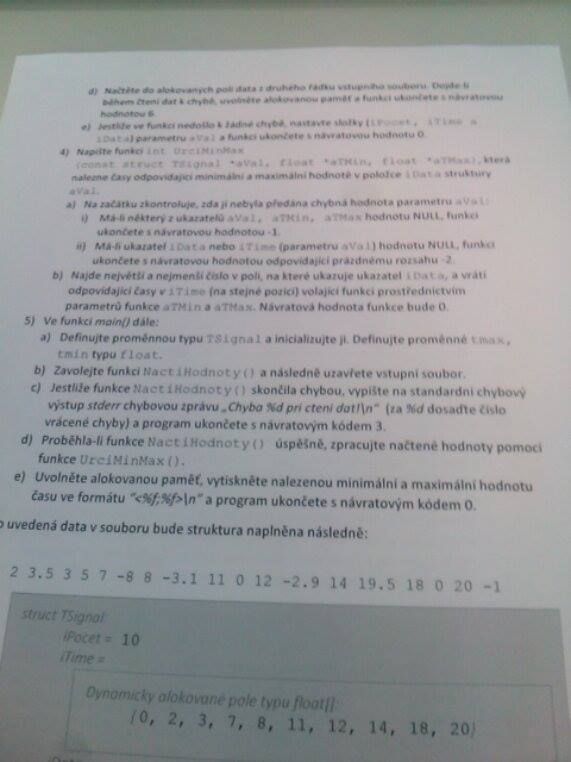 d) Načtěte do alokovaných polí data z druhého řádku vstupního souboru. Dojde-li
během čtení dat k chybě, uvolněte alokovanou paměť a funkci ukončete s návratovou
hodnotou 6.
e) Jestliže ve funkci nedošlo k žádné chybě, nastavte složky (iPocet, iTime a
iData) parametru aVal a funkci ukončete s návratovou hodnotu 0.
4) Napište funkci int UrciMinMax
(const struct TSignal *aVal, float *aTMin, float *aTMax), která
nalezne časy odpovídající minimální a maximální hodnotě v položce iData struktury
aVal.
a) Na začátku zkontroluje, zda jí nebyla předána chybná hodnota parametru aVal:
i) Má-li některý z ukazatelů aVal, aTMin, aTMax hodnotu NULL, funkci
ukončete s návratovou hodnotou -1.
ii) Má-li ukazatel iData nebo iTime (parametru aVal) hodnotu NULL, funkci
ukončete s návratovou hodnotou odpovídající prázdnému rozsahu -2.
b) Najde největší a nejmenší číslo v poli, na které ukazuje ukazatel iData, a vrátí
odpovídající časy v iTime (na stejné pozici) volající funkci prostřednictvím
parametrů funkce aTMin a aTMax. Návratová hodnota funkce bude 0.
5) Ve funkci main() dále:
a) Definujte proměnnou typu TSignal a inicializujte ji. Definujte proměnné tmax,
tmin typu float.
b) Zavolejte funkci NactiHodnoty() a následně uzavřete vstupní soubor.
c) Jestliže funkce NactiHodnoty() skončila chybou, vypište na standardní chybový
výstup stderr chybovou zprávu „Chyba %d pri cteni dat!\n“ (za %d dosaďte číslo
vrácené chyby) a program ukončete s návratovým kódem 3.
d) Proběhla-li funkce NactiHodnoty() úspěšně, zpracujte načtené hodnoty pomocí
funkce UrciMinMax().
e) Uvolněte alokovanou paměť, vytiskněte nalezenou minimální a maximální hodnotu
času ve formátu "<%f;%f>\n" a program ukončete s návratovým kódem 0.
o uvedená data v souboru bude struktura naplněna následně:
2 3.5 3 5 7 -8 8 -3.1 11 0 12 -2.9 14 19.5 18 0 20 -1
struct TSignal:
iPocet = 10
iTime =
Dynamicky alokované pole typu float[]:
{0, 2, 3, 7, 8, 11, 12, 14, 18, 20}